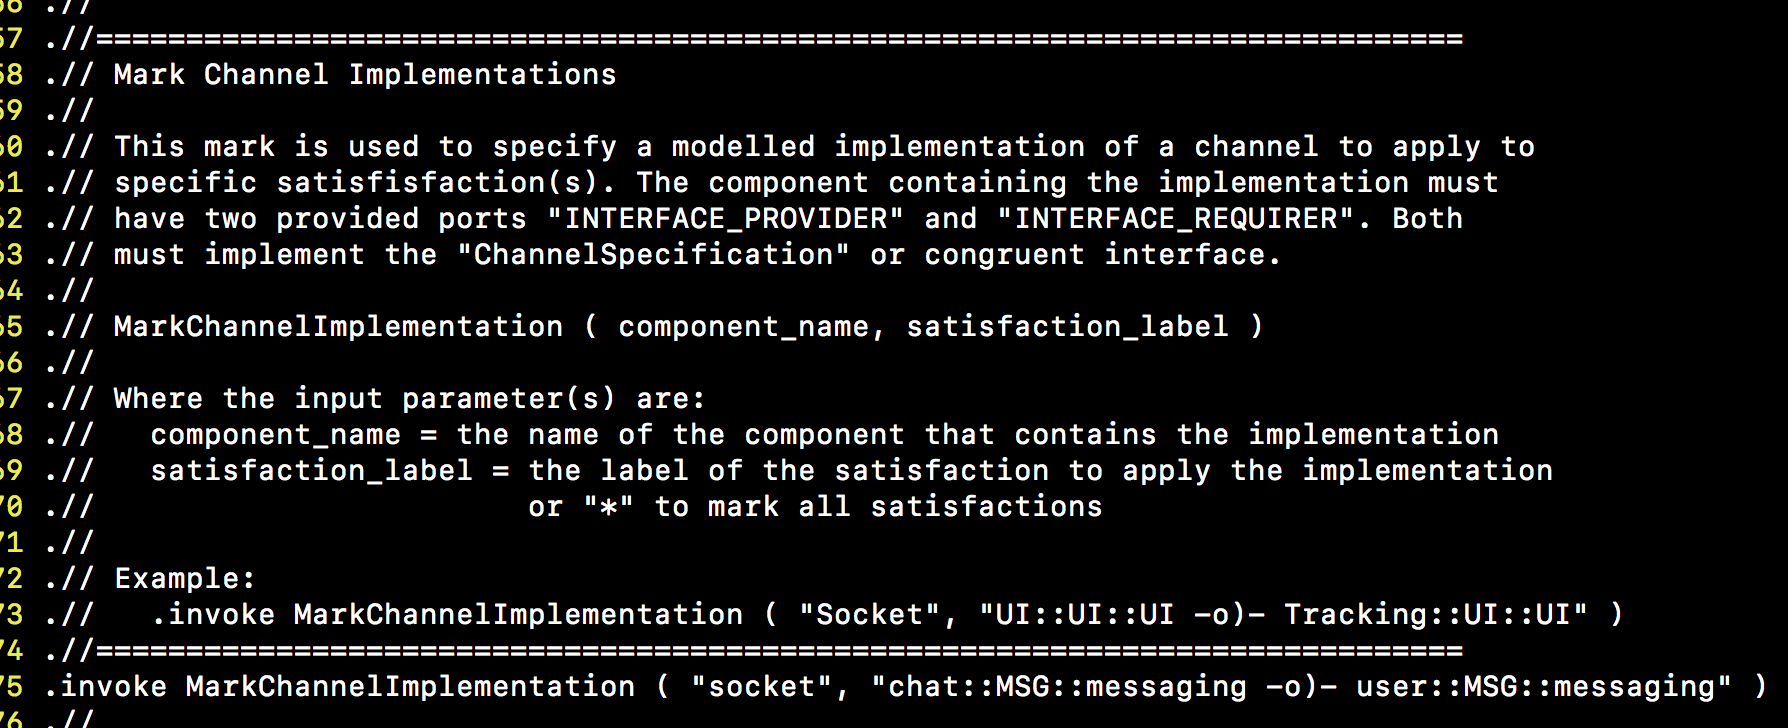 66 .//
57 .//============================================================================
58 .// Mark Channel Implementations
59 .//
60 .// This mark is used to specify a modelled implementation of a channel to apply to
61 .// specific satisfisfaction(s). The component containing the implementation must
62 .// have two provided ports "INTERFACE_PROVIDER" and "INTERFACE_REQUIRER". Both
63 .// must implement the "ChannelSpecification" or congruent interface.
64 .//
65 .// MarkChannelImplementation ( component_name, satisfaction_label )
66 .//
67 .// Where the input parameter(s) are:
68 .//   component_name = the name of the component that contains the implementation
69 .//   satisfaction_label = the label of the satisfaction to apply the implementation
70 .//                        or "*" to mark all satisfactions
71 .//
72 .// Example:
73 .//   .invoke MarkChannelImplementation ( "Socket", "UI::UI::UI -o)- Tracking::UI::UI" )
74 .//============================================================================
75 .invoke MarkChannelImplementation ( "socket", "chat::MSG::messaging -o)- user::MSG::messaging" )
76 .//